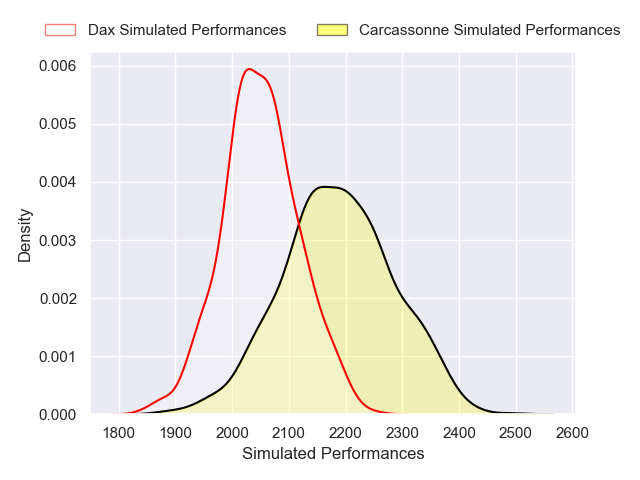 Dax Simulated Performances Carcassonne Simulated Performances
0.006
0.005
0.004
0.003
0.002
0.001
0.000
Density
1800 1900 2000 2100 2200 2300 2400 2500 2600
Simulated Performances